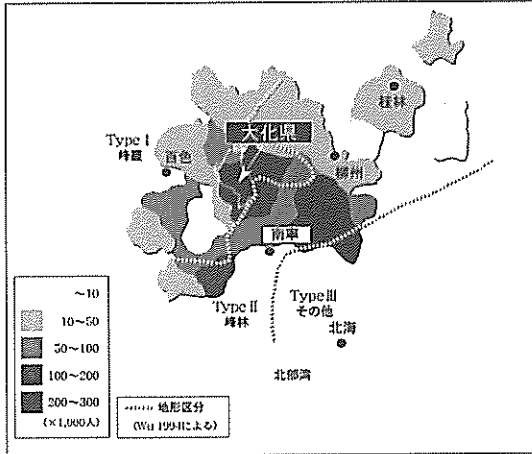 桂林
大化県
Type I
峰叢
百色
柳州
南寧
Type II
峰林
Type III
その他
北海
北部湾
～10
10～50
50～100
100～200
200～300
(×1,000人)
地形区分
(Wu 1994による)